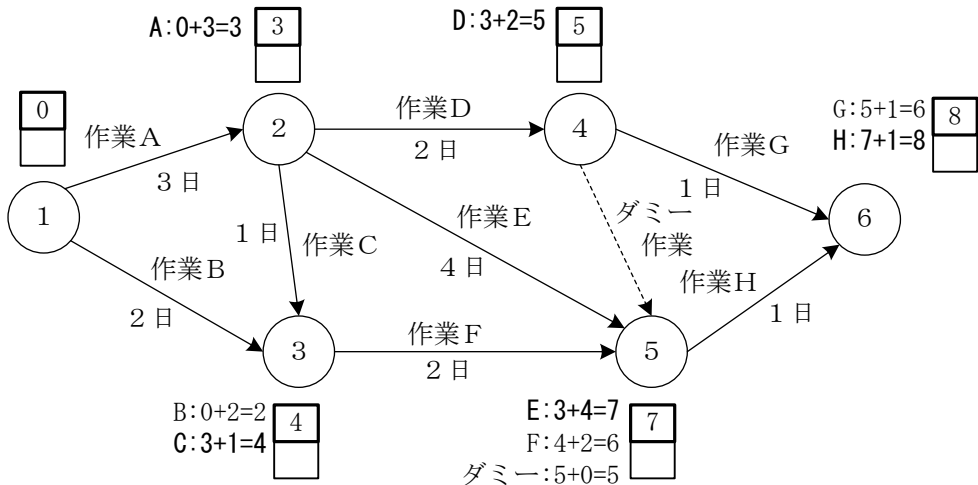 A:0+3=3
3
D:3+2=5
5
0
作業A
3日
2
作業D
2日
4
G:5+1=6
H:7+1=8
8
1
作業B
2日
1日
作業C
作業E
4日
ダミー
作業
作業G
1日
6
作業H
1日
3
作業F
2日
5
B:0+2=2
C:3+1=4
4
E:3+4=7
F:4+2=6
ダミー:5+0=5
7